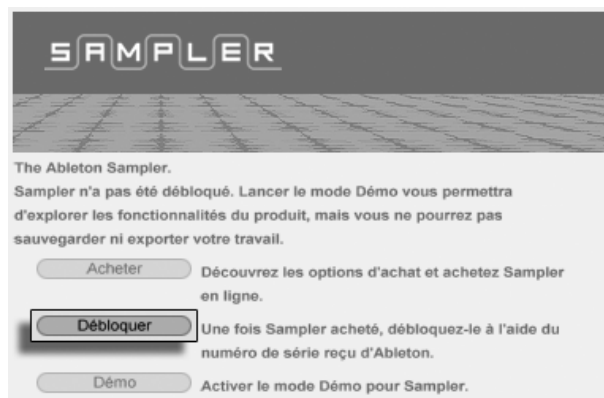 SAMPLER
The Ableton Sampler.
Sampler n'a pas été débloqué. Lancer le mode Démo vous permettra
d'explorer les fonctionnalités du produit, mais vous ne pourrez pas
sauvegarder ni exporter votre travail.
Acheter
Découvrez les options d'achat et achetez Sampler
en ligne.
Débloquer
Une fois Sampler acheté, débloquez-le à l'aide du
numéro de série reçu d'Ableton.
Démo
Activer le mode Démo pour Sampler.